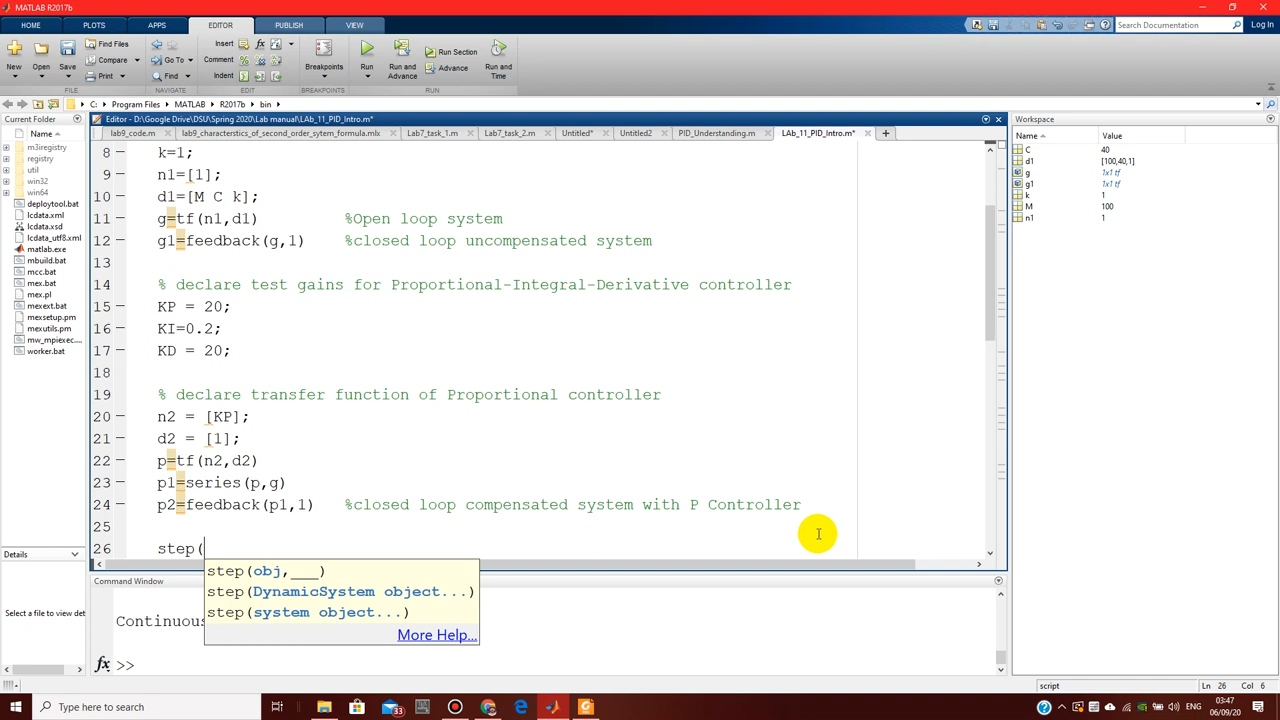 MATLAB R2017b
HOME PLOTS APPS EDITOR PUBLISH VIEW
Search Documentation
Log In
New
Open
Save
Find Files
Compare
Print
FILE
Go To
Find
NAVIGATE
Insert
fx
Comment
Indent
EDIT
Breakpoints
BREAKPOINTS
Run
Run and
Advance
Run Section
Advance
Run and
Time
RUN
C: Program Files MATLAB R2017b bin
Current Folder
Name
m3iregistry
registry
util
win32
win64
deploytool.bat
lcdata.xml
lcdata.xsd
lcdata_utf8.xml
matlab.exe
mbuild.bat
mcc.bat
mex.bat
mex.pl
mexext.bat
mexsetup.pm
mexutils.pm
mw_mpiexec....
worker.bat
Details
Select a file to view det
Editor - D:\Google Drive\DSU\Spring 2020\Lab manual\LAb_11_PID_Intro.m*
lab9_code.m lab9_characterstics_of_second_order_sytem_formula.mlx Lab7_task_1.m Lab7_task_2.m Untitled* Untitled2 PID_Understanding.m LAb_11_PID_Intro.m*
8 k=1;
9 n1=[1];
10 d1=[M C k];
11 g=tf(n1,d1) %Open loop system
12 g1=feedback(g,1) %closed loop uncompensated system
13
14 % declare test gains for Proportional-Integral-Derivative controller
15 KP = 20;
16 KI=0.2;
17 KD = 20;
18
19 % declare transfer function of Proportional controller
20 n2 = [KP];
21 d2 = [1];
22 p=tf(n2,d2)
23 p1=series(p,g)
24 p2=feedback(p1,1) %closed loop compensated system with P Controller
25
26 step(
step(obj,___)
step(DynamicSystem object...)
step(system object...)
More Help...
Command Window
Continuous
fx >>
Workspace
Name Value
C 40
d1 [100,40,1]
g 1x1 tf
g1 1x1 tf
k 1
M 100
n1 1
script
Ln 26 Col 6
Type here to search
33
ENG
03:47
06/09/20